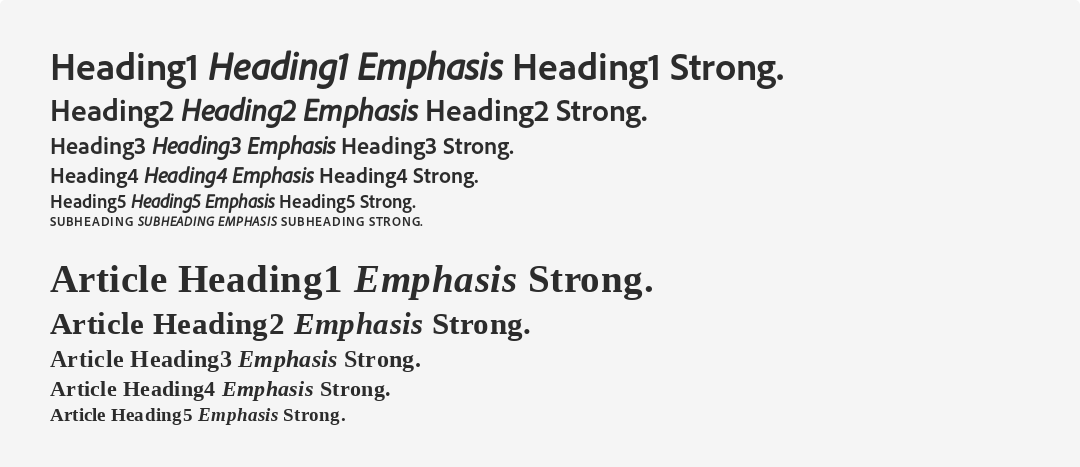 Heading1 Heading1 Emphasis Heading1 Strong.
Heading2 Heading2 Emphasis Heading2 Strong.
Heading3 Heading3 Emphasis Heading3 Strong.
Heading4 Heading4 Emphasis Heading4 Strong.
Heading5 Heading5 Emphasis Heading5 Strong.
SUBHEADING SUBHEADING EMPHASIS SUBHEADING STRONG.
Article Heading1 Emphasis Strong.
Article Heading2 Emphasis Strong.
Article Heading3 Emphasis Strong.
Article Heading4 Emphasis Strong.
Article Heading5 Emphasis Strong.